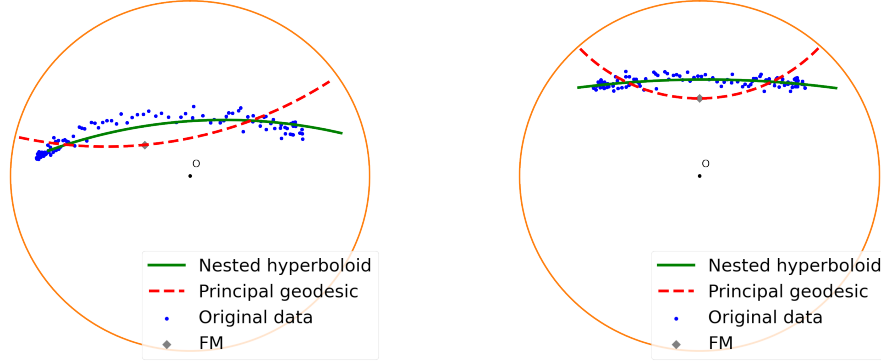 O
Nested hyperboloid
Principal geodesic
Original data
FM
O
Nested hyperboloid
Principal geodesic
Original data
FM